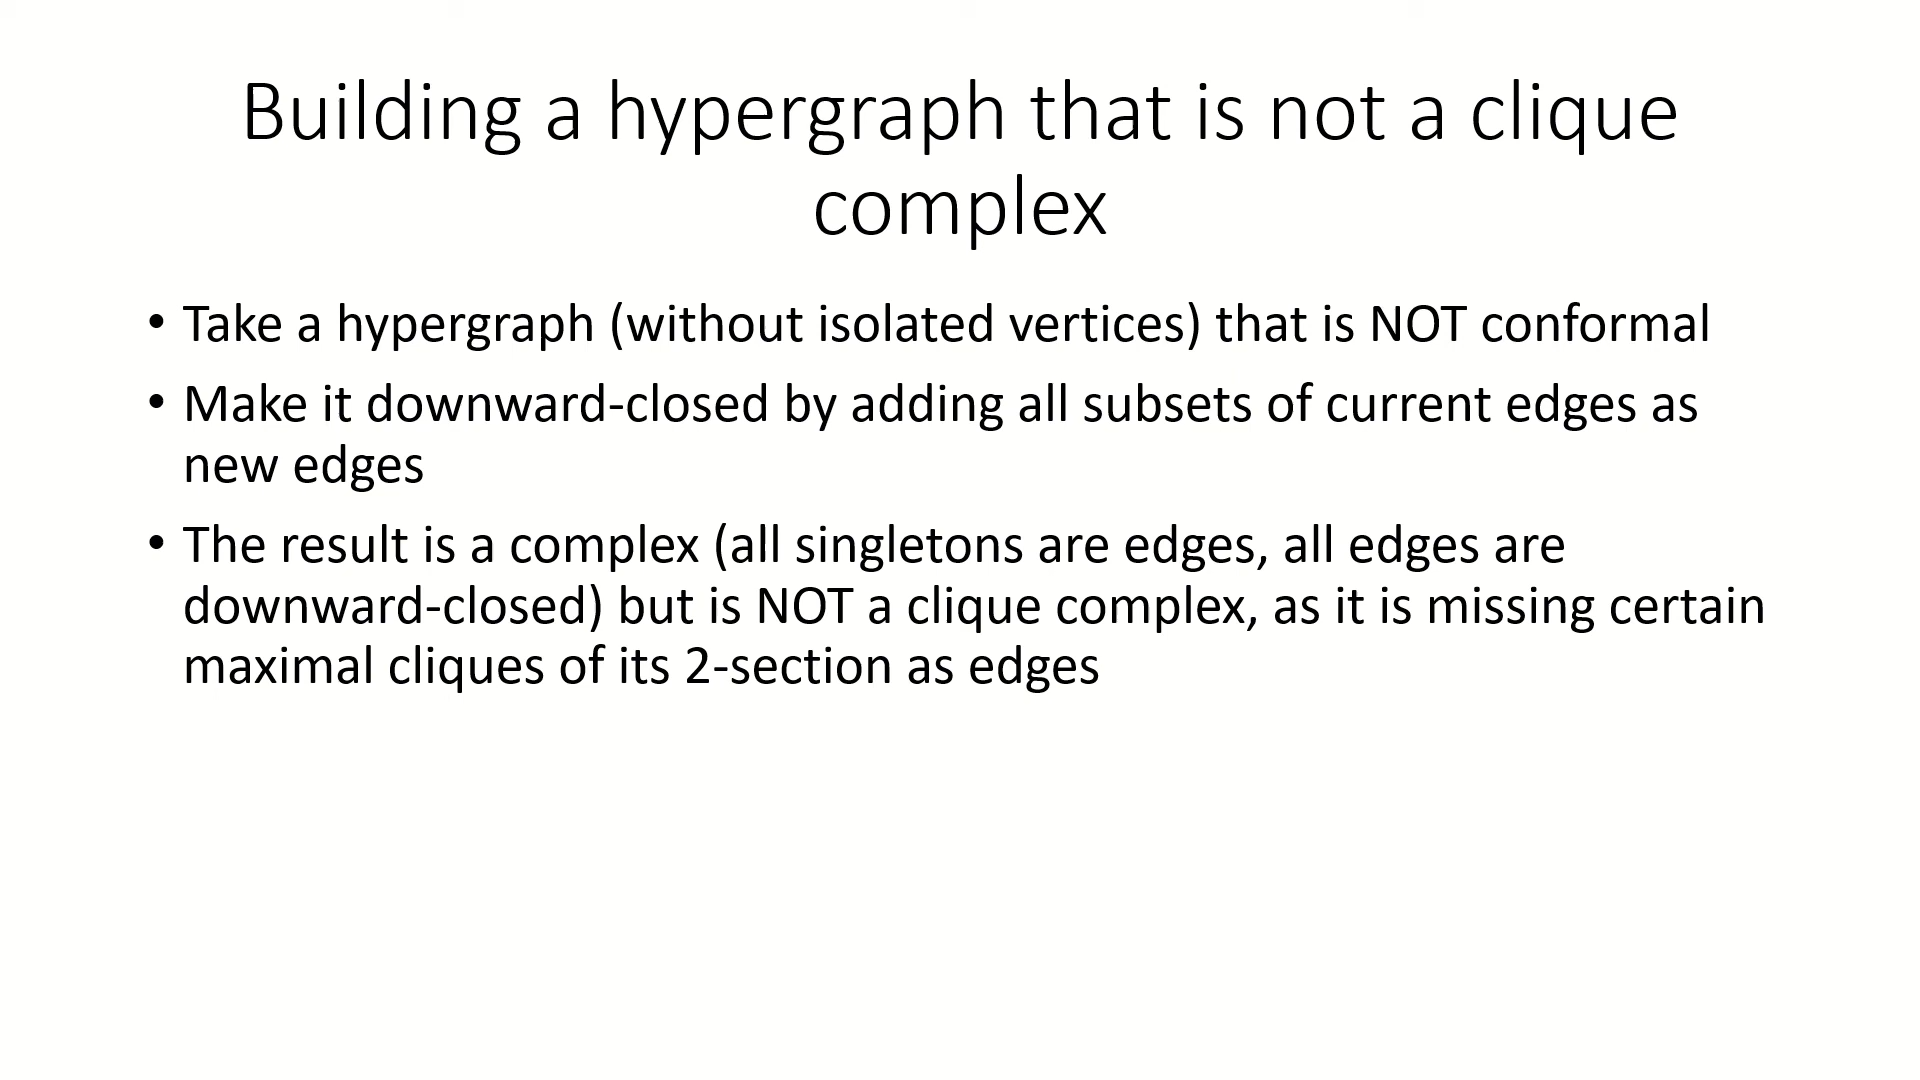 Building a hypergraph that is not a clique
complex
• Take a hypergraph (without isolated vertices) that is NOT conformal
• Make it downward-closed by adding all subsets of current edges as
new edges
• The result is a complex (all singletons are edges, all edges are
downward-closed) but is NOT a clique complex, as it is missing certain
maximal cliques of its 2-section as edges